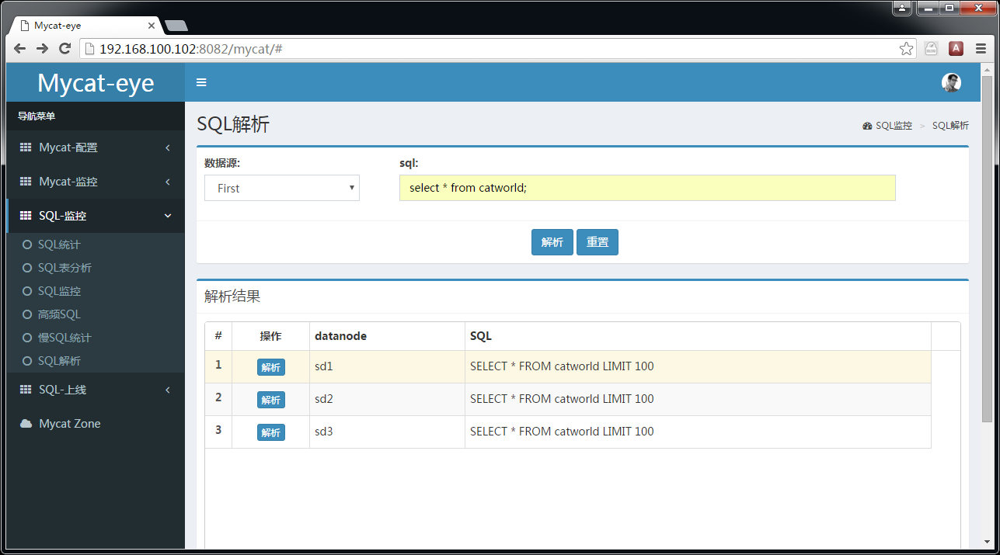 Mycat-eye
192.168.100.102:8082/mycat/#
Mycat-eye
导航菜单
Mycat-配置
Mycat-监控
SQL-监控
SQL统计
SQL表分析
SQL监控
高频SQL
慢SQL统计
SQL解析
SQL-上线
Mycat Zone
SQL解析
SQL监控 > SQL解析
数据源: sql:
First select * from catworld;
解析 重置
解析结果
# 操作 datanode SQL
1 解析 sd1 SELECT * FROM catworld LIMIT 100
2 解析 sd2 SELECT * FROM catworld LIMIT 100
3 解析 sd3 SELECT * FROM catworld LIMIT 100